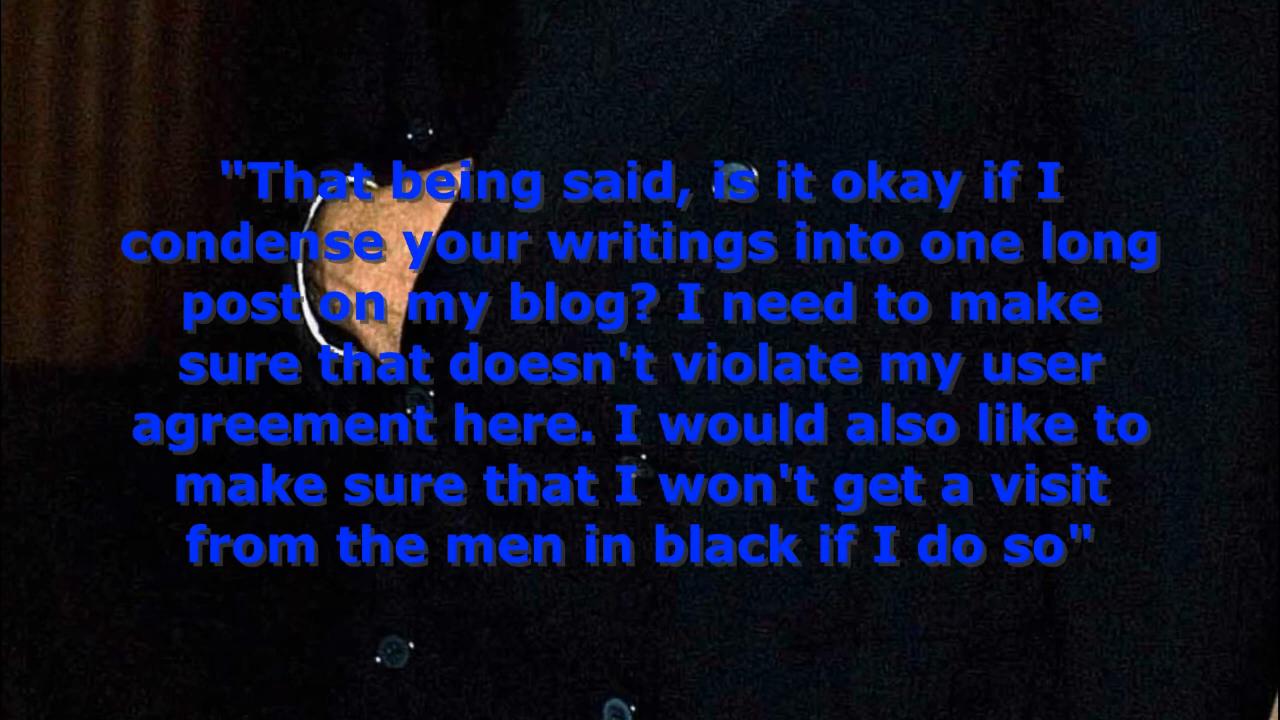 "That being said, is it okay if I
condense your writings into one long
post on my blog? I need to make
sure that doesn't violate my user
agreement here. I would also like to
make sure that I won't get a visit
from the men in black if I do so"